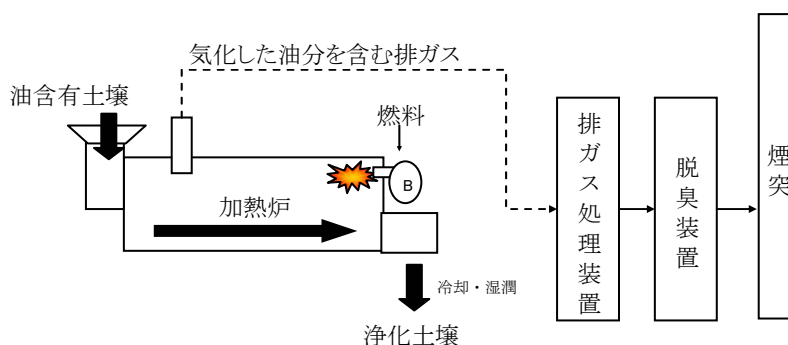 気化した油分を含む排ガス
油含有土壌
燃料
B
加熱炉
冷却・湿潤
浄化土壌
排ガス処理装置
脱臭装置
煙突